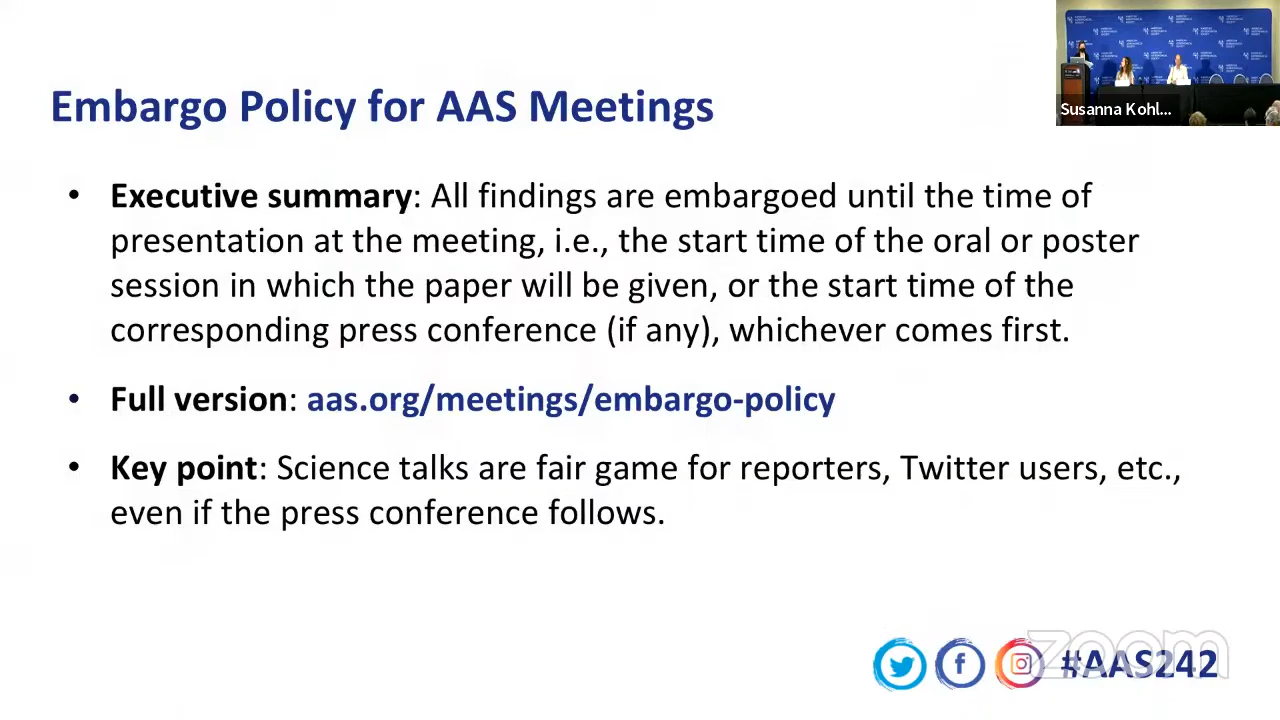 Susanna Kohl...
Embargo Policy for AAS Meetings
• Executive summary: All findings are embargoed until the time of
presentation at the meeting, i.e., the start time of the oral or poster
session in which the paper will be given, or the start time of the
corresponding press conference (if any), whichever comes first.
• Full version: aas.org/meetings/embargo-policy
• Key point: Science talks are fair game for reporters, Twitter users, etc.,
even if the press conference follows.
zoom
#AAS242